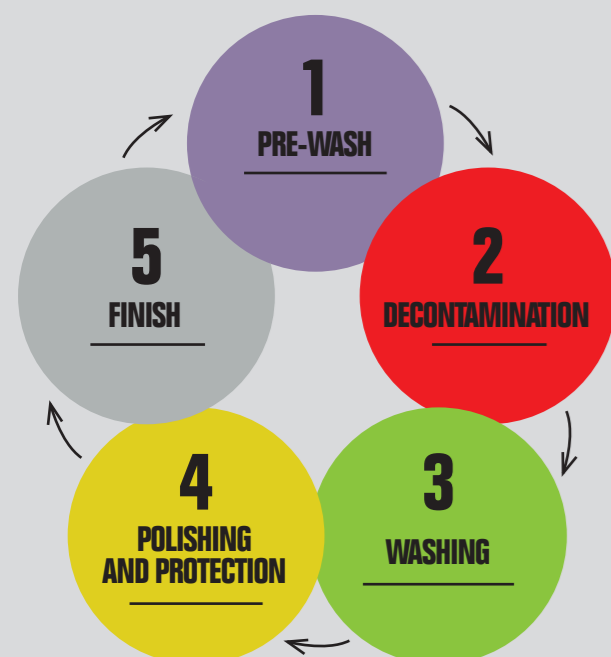 1
PRE-WASH
2
DECONTAMINATION
3
WASHING
4
POLISHING
AND PROTECTION
5
FINISH